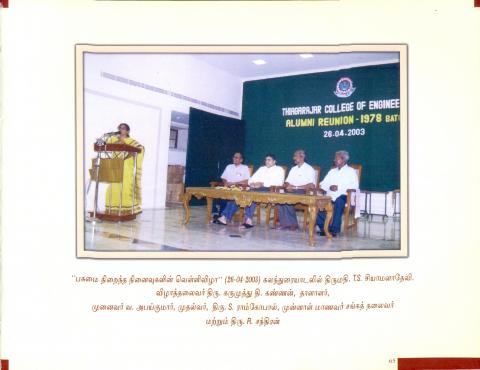 THIAGARAJAR COLLEGE OF ENGINEE
ALUMNI REUNION - 1978 BATC
26-04-2003
"பசுமை நிறைந்த நினைவுகளின் வெள்ளிவிழா" (26-04-2003) கலந்துரையாடலில் திருமதி. T.S. சியாமளாதேவி.
விழாத்தலைவர் திரு. கருமுத்து தி. கண்ணன், தாளாளர்,
முனைவர் வ. அபய்குமார், முதல்வர், திரு. S. ராம்கோபால், முன்னாள் மாணவர் சங்கத் தலைவர்
மற்றும் திரு. R. சந்திரன்